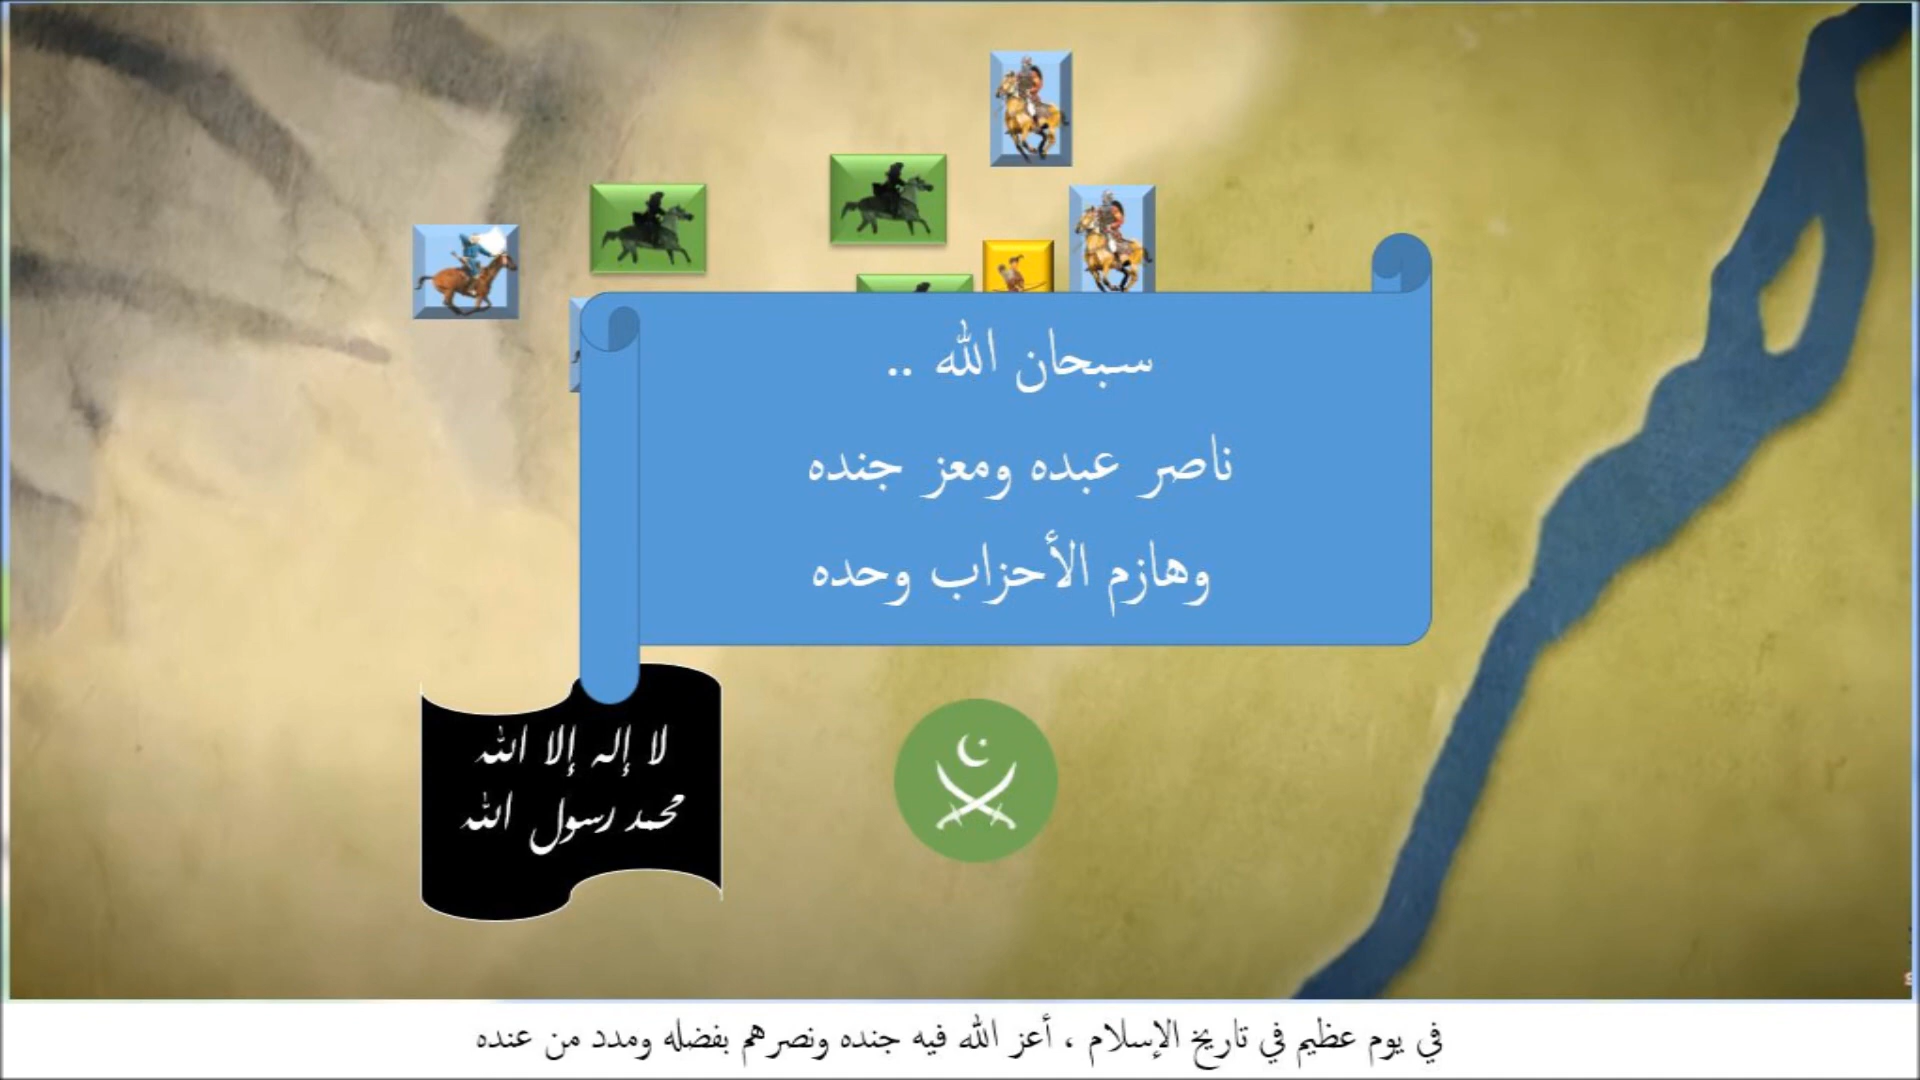 سبحان الله ..
ناصر عبده ومعز جنده
وهازم الأحزاب وحده
لا إله إلا الله
محمد رسول الله
في يوم عظيم في تاريخ الإسلام ، أعز الله فيه جنده ونصرهم بفضله ومدد من عنده